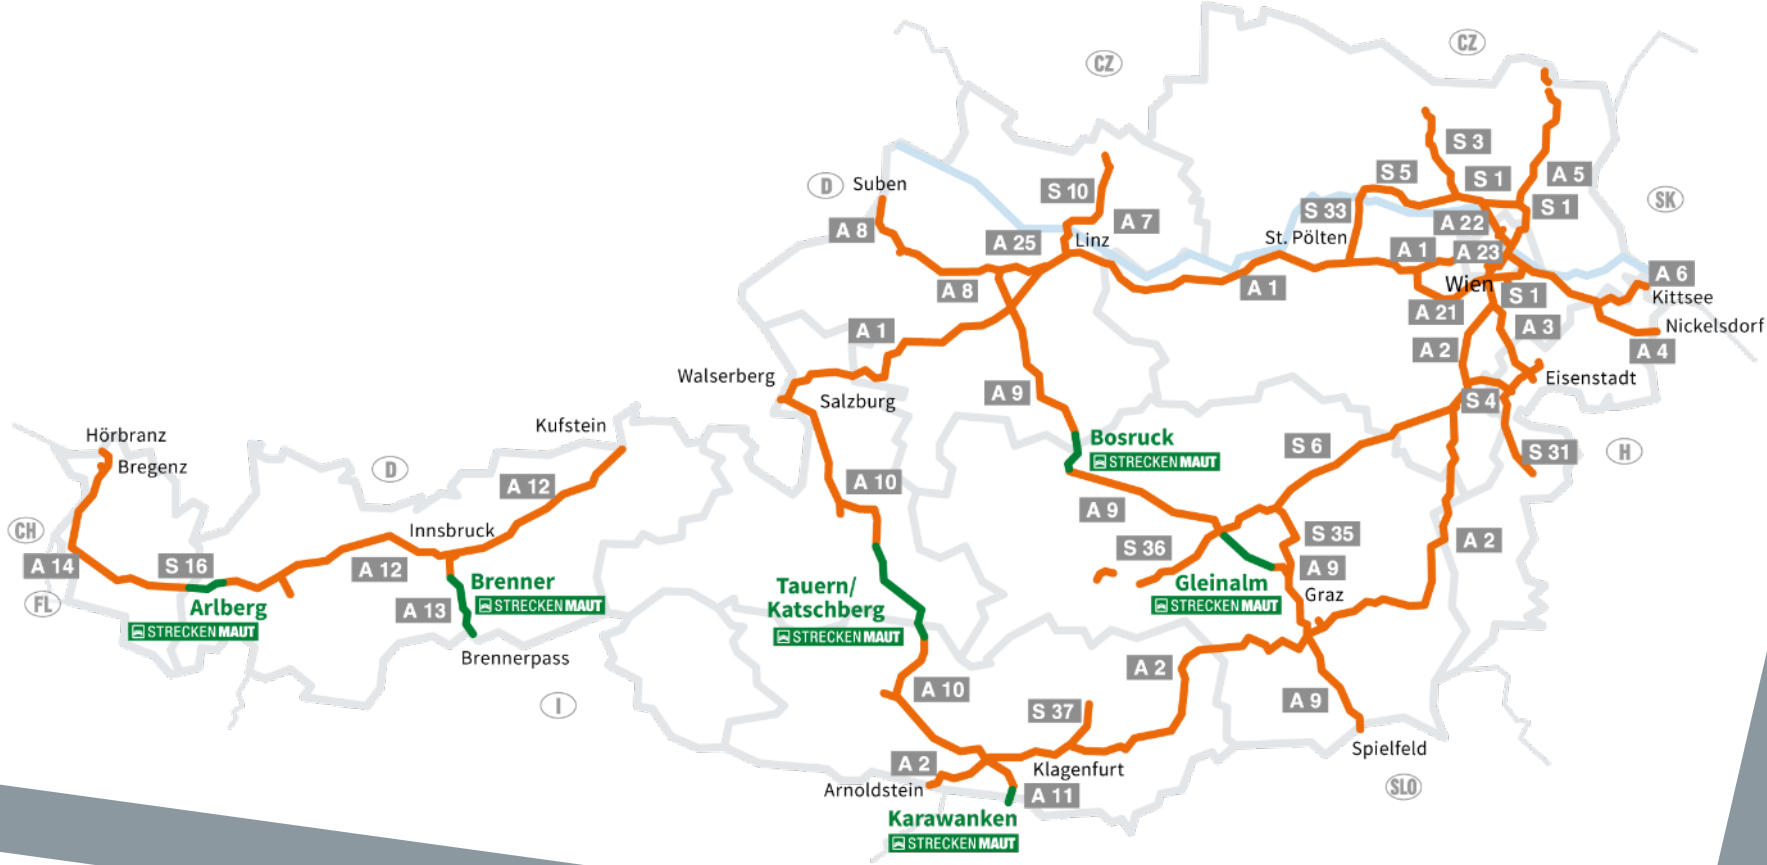 CZ
CZ
S 3
S 5
S 1
A 5
D
Suben
S 10
SK
S 1
S 33
A 7
A 22
A 8
A 25
Linz
St. Pölten
A 1
A 23
A 6
Wien
Kittsee
A 8
A 1
S 1
A 21
A 3
Nickelsdorf
A 1
A 2
A 4
Walserberg
Eisenstadt
Salzburg
A 9
S 4
Kufstein
Hörbranz
Bregenz
Bosruck
STRECKENMAUT
S 6
S 31
H
D
A 12
A 10
A 9
CH
Innsbruck
S 35
A 2
S 36
A 14
S 16
A 12
A 9
FL
Arlberg
STRECKENMAUT
Brenner
STRECKENMAUT
A 13
Tauern/
Katschberg
STRECKENMAUT
Gleinalm
STRECKENMAUT
Graz
Brennerpass
A 2
A 10
I
S 37
A 9
Spielfeld
A 2
Klagenfurt
Arnoldstein
A 11
SLO
Karawanken
STRECKENMAUT